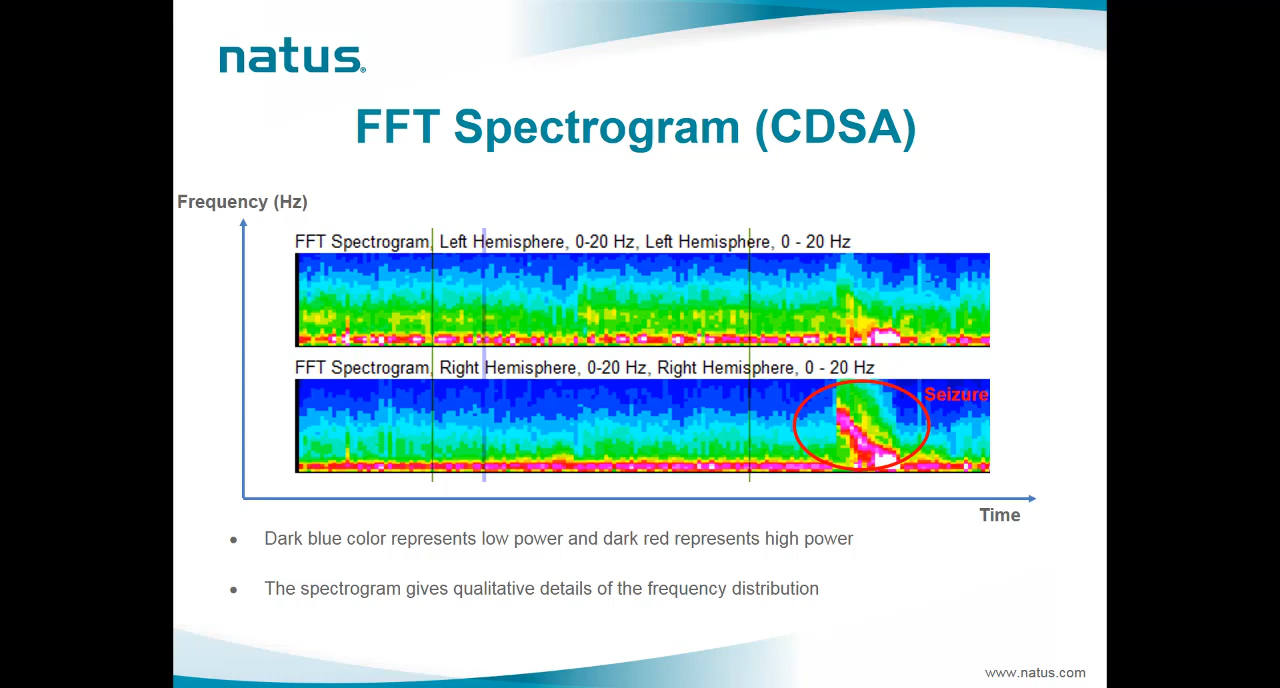 natus®
FFT Spectrogram (CDSA)
Frequency (Hz)
FFT Spectrogram, Left Hemisphere, 0-20 Hz, Left Hemisphere, 0 - 20 Hz
FFT Spectrogram, Right Hemisphere, 0-20 Hz, Right Hemisphere, 0 - 20 Hz
Seizure
Time
• Dark blue color represents low power and dark red represents high power
• The spectrogram gives qualitative details of the frequency distribution
www.natus.com